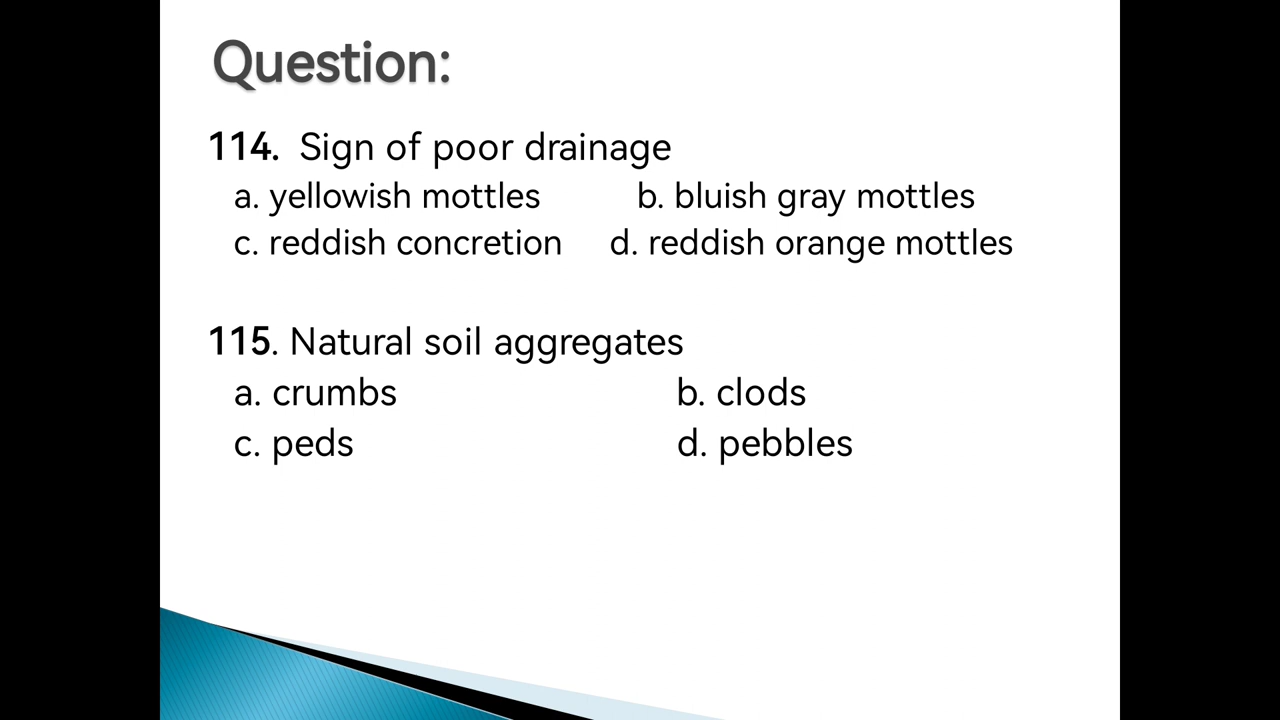 Question:
114. Sign of poor drainage
a. yellowish mottles b. bluish gray mottles
c. reddish concretion d. reddish orange mottles
115. Natural soil aggregates
a. crumbs b. clods
c. peds d. pebbles